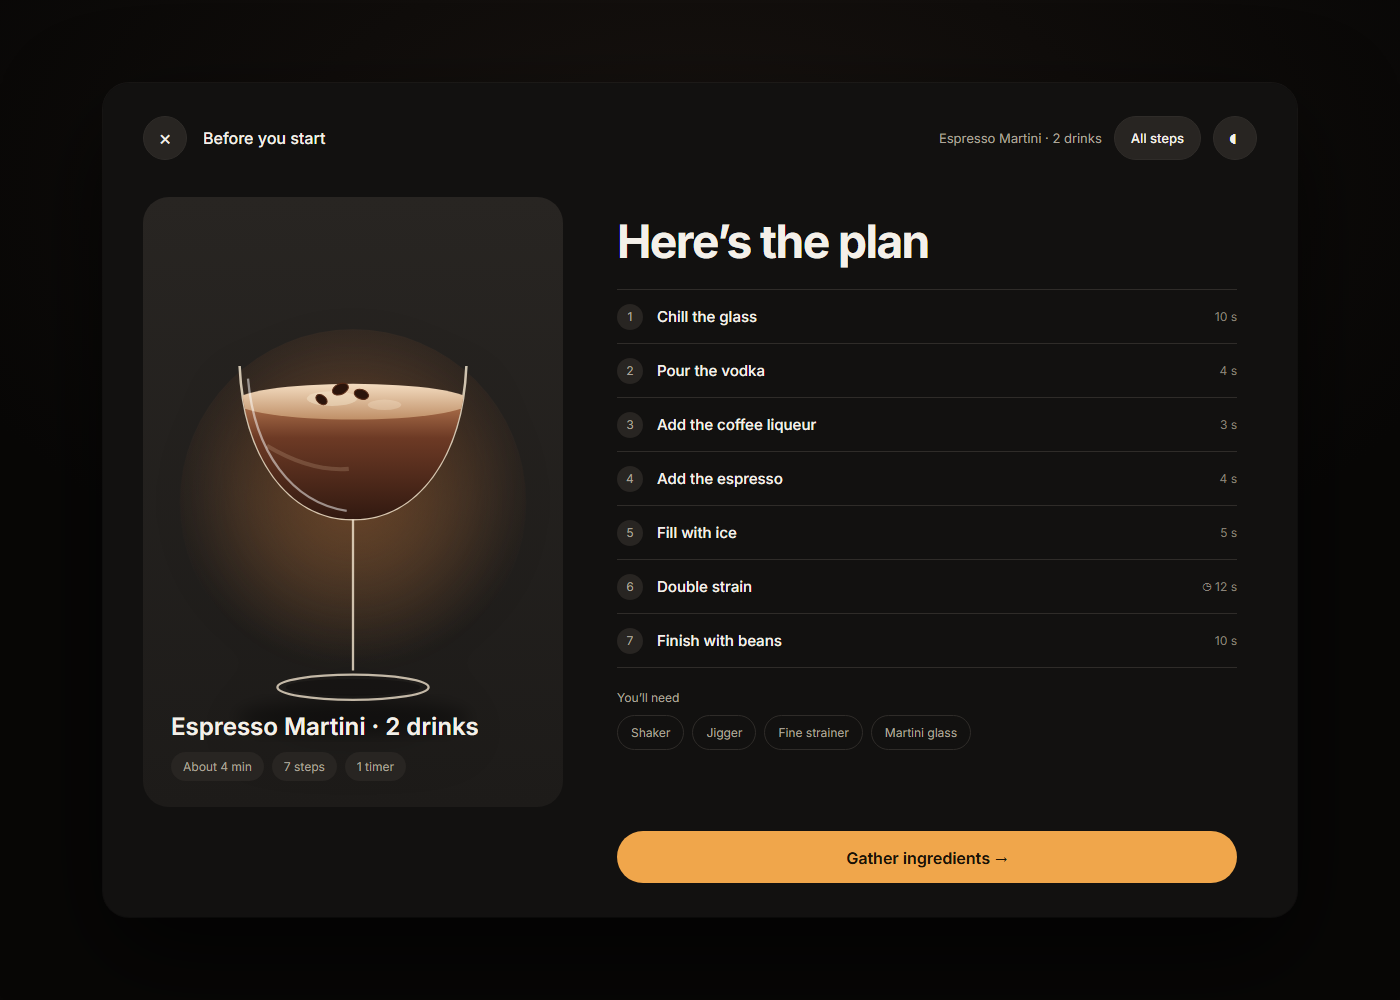 × Before you start
Espresso Martini · 2 drinks All steps
Here’s the plan
1 Chill the glass 10 s
2 Pour the vodka 4 s
3 Add the coffee liqueur 3 s
4 Add the espresso 4 s
5 Fill with ice 5 s
6 Double strain ◷ 12 s
7 Finish with beans 10 s
You’ll need
Shaker Jigger Fine strainer Martini glass
Espresso Martini · 2 drinks
About 4 min 7 steps 1 timer
Gather ingredients →